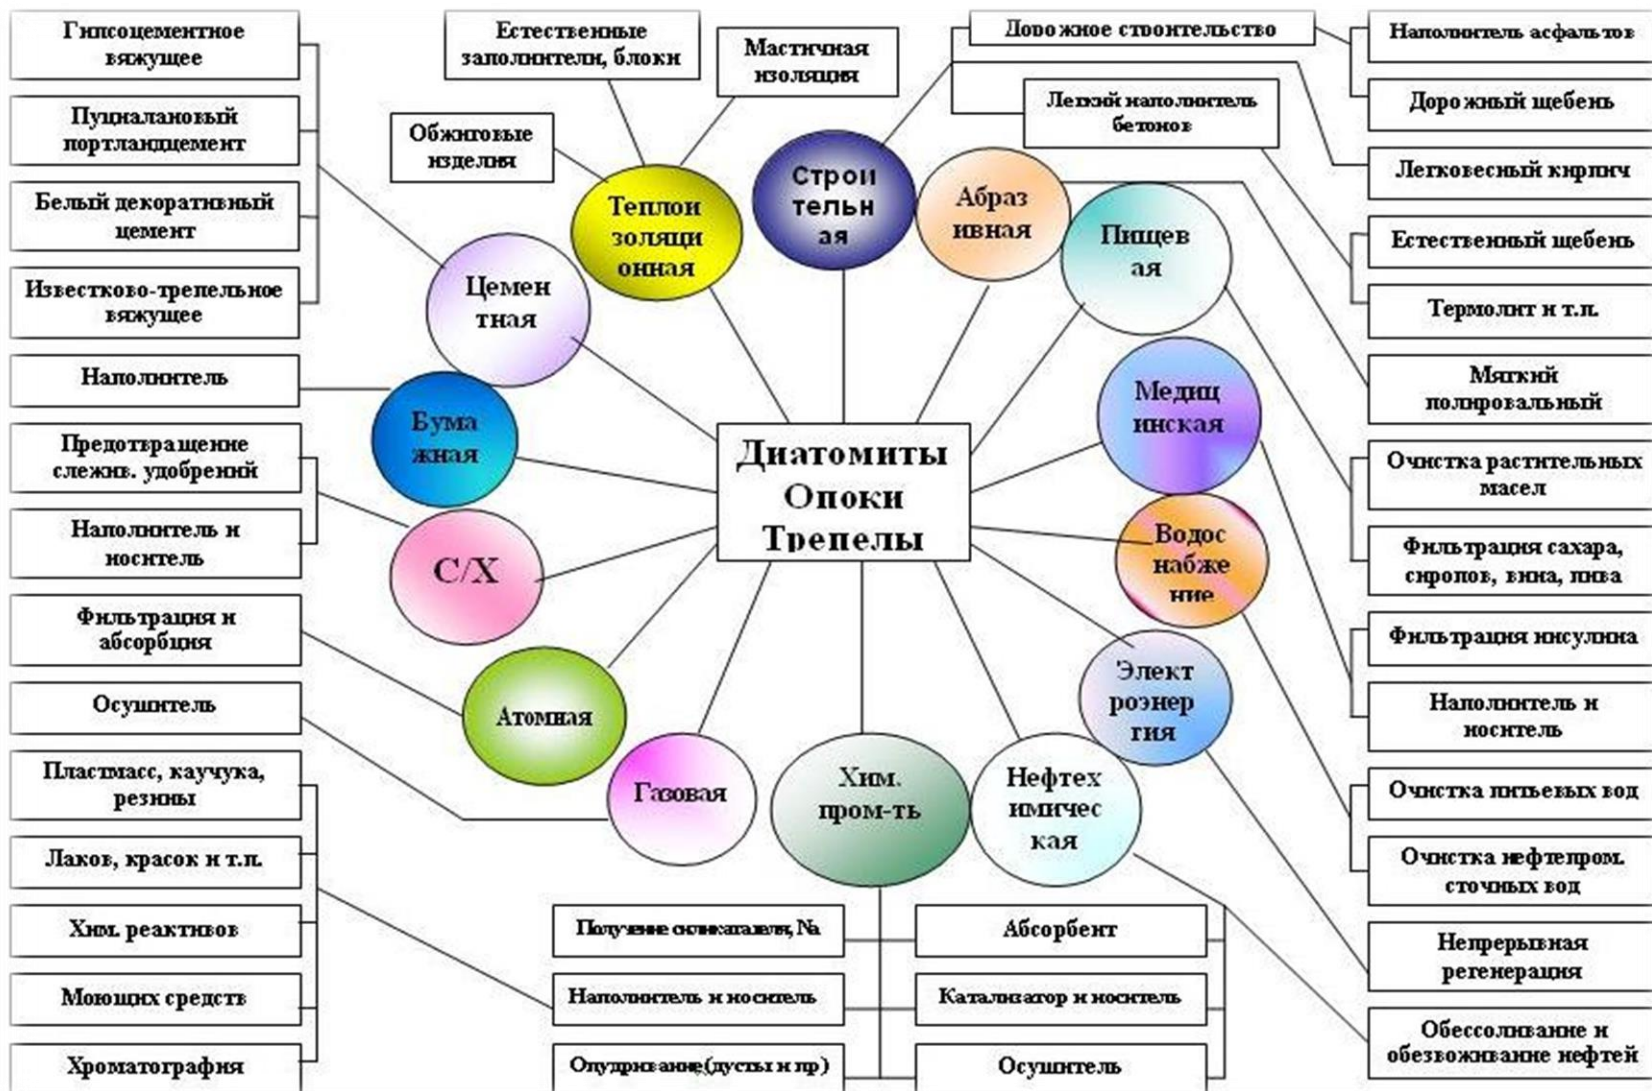 Гипсоцементное
вяжущее
Пуццалановый
портландцемент
Белый декоративный
цемент
Известково-трепельное
вяжущее
Наполнитель
Предотвращение
слежив. удобрений
Наполнитель и
носитель
Фильтрация и
абсорбция
Осушитель
Пластмасс, каучука,
резины
Лаков, красок и т.п.
Хим. реактивов
Моющих средств
Хроматография
Естественные
заполнители, блоки
Мастичная
изоляция
Обжиговые
изделия
Дорожное строительство
Легкий наполнитель
бетонов
Теплои
золяци
онная
Строи
тельн
ая
Абраз
ивная
Пищев
ая
Цемен
тная
Медиц
инская
Бума
жная
Диатомиты
Опоки
Трепелы
Водос
набже
ние
С/Х
Элект
роэнер
гия
Атомная
Газовая
Хим.
пром-ть
Нефтех
имичес
кая
Получение силикагазеля, Na
Наполнитель и носитель
Опудривание(дусты и пр)
Абсорбент
Катализатор и носитель
Осушитель
Наполнитель асфальтов
Дорожный щебень
Легковесный кирпич
Естественный щебень
Термолит и т.п.
Мягкий
полировальный
Очистка растительных
масел
Фильтрация сахара,
сиропов, вина, пива
Фильтрация инсулина
Наполнитель и
носитель
Очистка питьевых вод
Очистка нефтепром.
сточных вод
Непрерывная
регенерация
Обессоливание и
обезвоживание нефтей